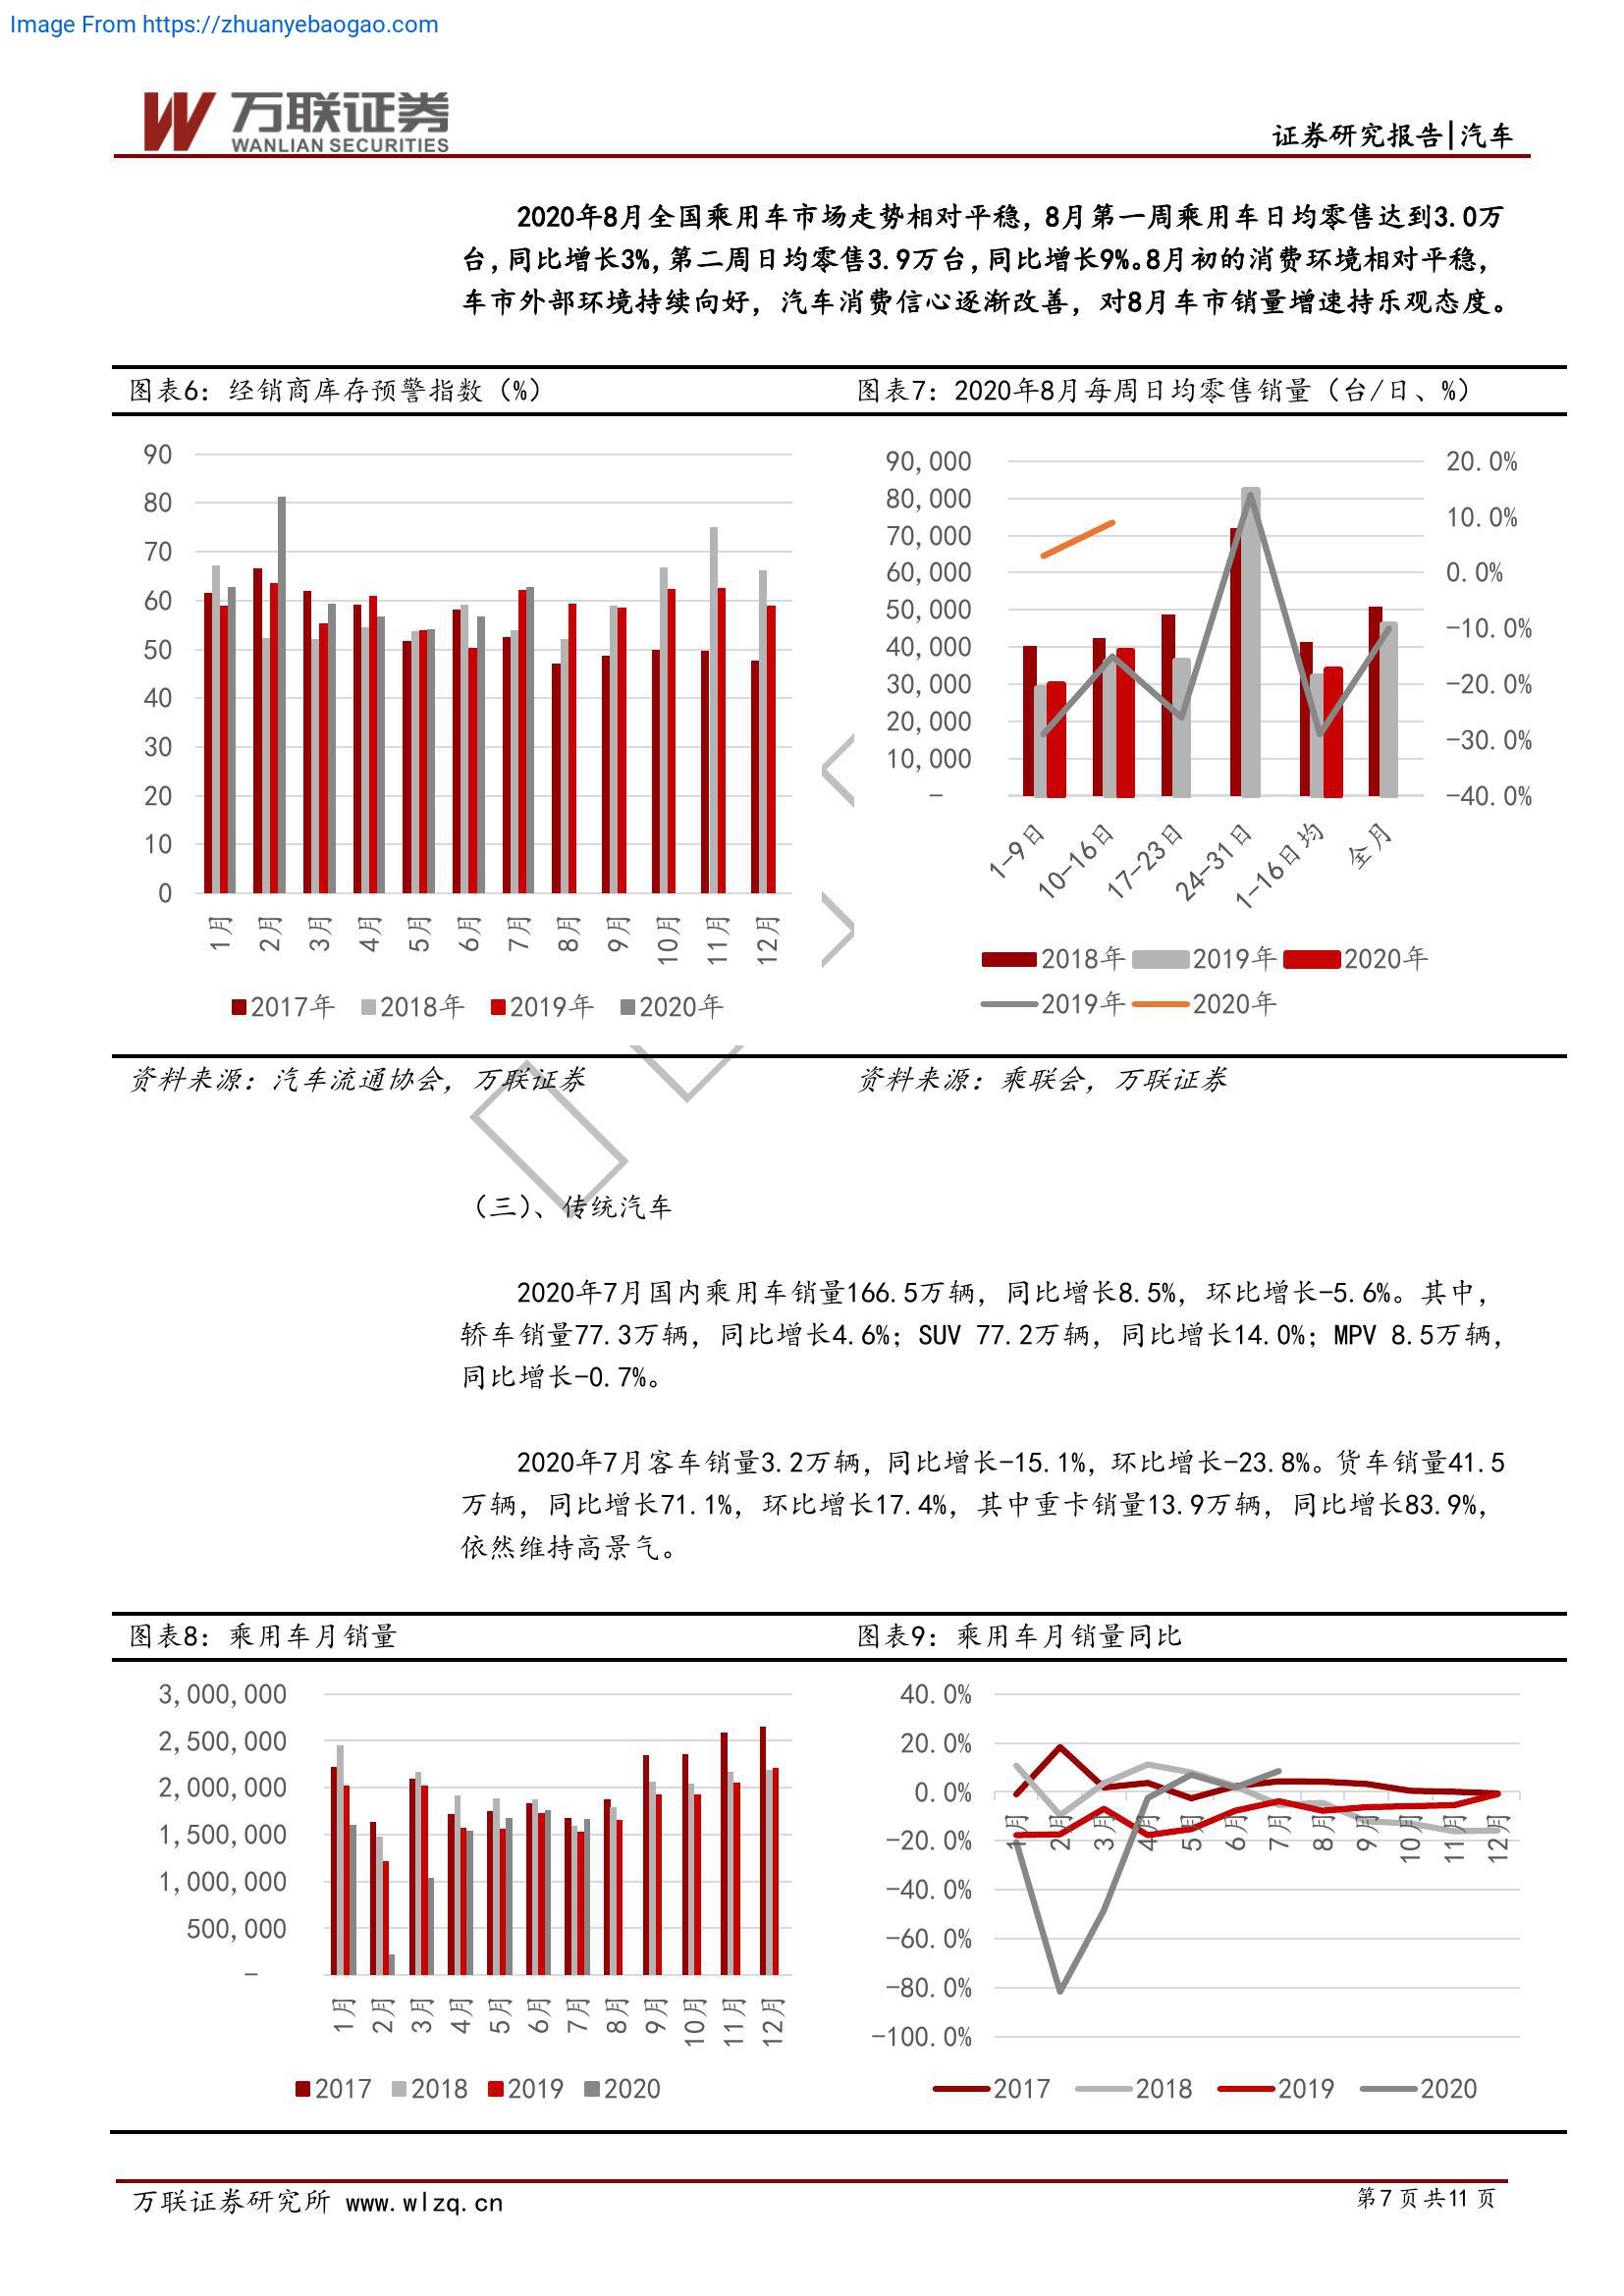 Image From https://zhuanyebaogao.com
万联证券
WANLIAN SECURITIES
证券研究报告|汽车
2020年8月全国乘用车市场走势相对平稳，8月第一周乘用车日均零售达到3.0万
台，同比增长3%，第二周日均零售3.9万台，同比增长9%。8月初的消费环境相对平稳，
车市外部环境持续向好，汽车消费信心逐渐改善，对8月车市销量增速持乐观态度。
图表6：经销商库存预警指数（%）
90
80
70
60
50
40
30
20
10
0
1月 2月 3月 4月 5月 6月 7月 8月 9月 10月 11月 12月
2017年 2018年 2019年 2020年
图表7：2020年8月每周日均零售销量（台/日、%）
90,000
80,000
70,000
60,000
50,000
40,000
30,000
20,000
10,000
-
20.0%
10.0%
0.0%
-10.0%
-20.0%
-30.0%
-40.0%
1-9日 10-16日 17-23日 24-31日 1-16日均 全月
2018年 2019年 2020年
2019年 2020年
资料来源：汽车流通协会，万联证券
资料来源：乘联会，万联证券
（三）、传统汽车
2020年7月国内乘用车销量166.5万辆，同比增长8.5%，环比增长-5.6%。其中，
轿车销量77.3万辆，同比增长4.6%；SUV 77.2万辆，同比增长14.0%；MPV 8.5万辆，
同比增长-0.7%。
2020年7月客车销量3.2万辆，同比增长-15.1%，环比增长-23.8%。货车销量41.5
万辆，同比增长71.1%，环比增长17.4%，其中重卡销量13.9万辆，同比增长83.9%，
依然维持高景气。
图表8：乘用车月销量
3,000,000
2,500,000
2,000,000
1,500,000
1,000,000
500,000
-
1月 2月 3月 4月 5月 6月 7月 8月 9月 10月 11月 12月
2017 2018 2019 2020
图表9：乘用车月销量同比
40.0%
20.0%
0.0%
-20.0%
-40.0%
-60.0%
-80.0%
-100.0%
1月 2月 3月 4月 5月 6月 7月 8月 9月 10月 11月 12月
2017 2018 2019 2020
万联证券研究所 www.wlzq.cn
第7页共11页